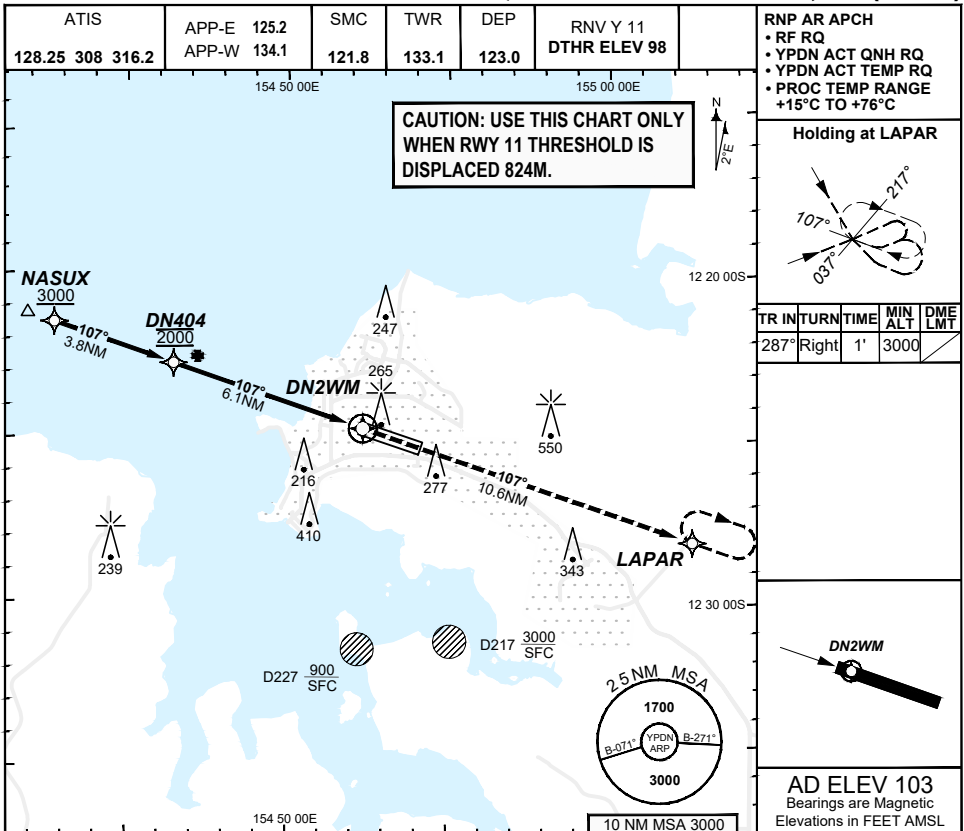 ATIS
128.25 308 316.2
APP-E 125.2
APP-W 134.1
SMC
121.8
TWR
133.1
DEP
123.0
RNV Y 11
DTHR ELEV 98
RNP AR APCH
• RF RQ
• YPDN ACT QNH RQ
• YPDN ACT TEMP RQ
• PROC TEMP RANGE
+15°C TO +76°C
154 50 00E
155 00 00E
CAUTION: USE THIS CHART ONLY
WHEN RWY 11 THRESHOLD IS
DISPLACED 824M.
N
2°E
Holding at LAPAR
217°
107°
037°
TR IN TURN TIME MIN ALT DME LMT
287° Right 1' 3000
12 20 00S
NASUX
3000
107°
3.8NM
DN404
2000
107°
6.1NM
DN2WM
247
265
550
216
277
410
107°
10.6NM
239
343
LAPAR
12 30 00S
D217 3000
SFC
D227 900
SFC
25NM MSA
1700
B-071°
YPDN
ARP
B-271°
3000
10 NM MSA 3000
154 50 00E
DN2WM
AD ELEV 103
Bearings are Magnetic
Elevations in FEET AMSL